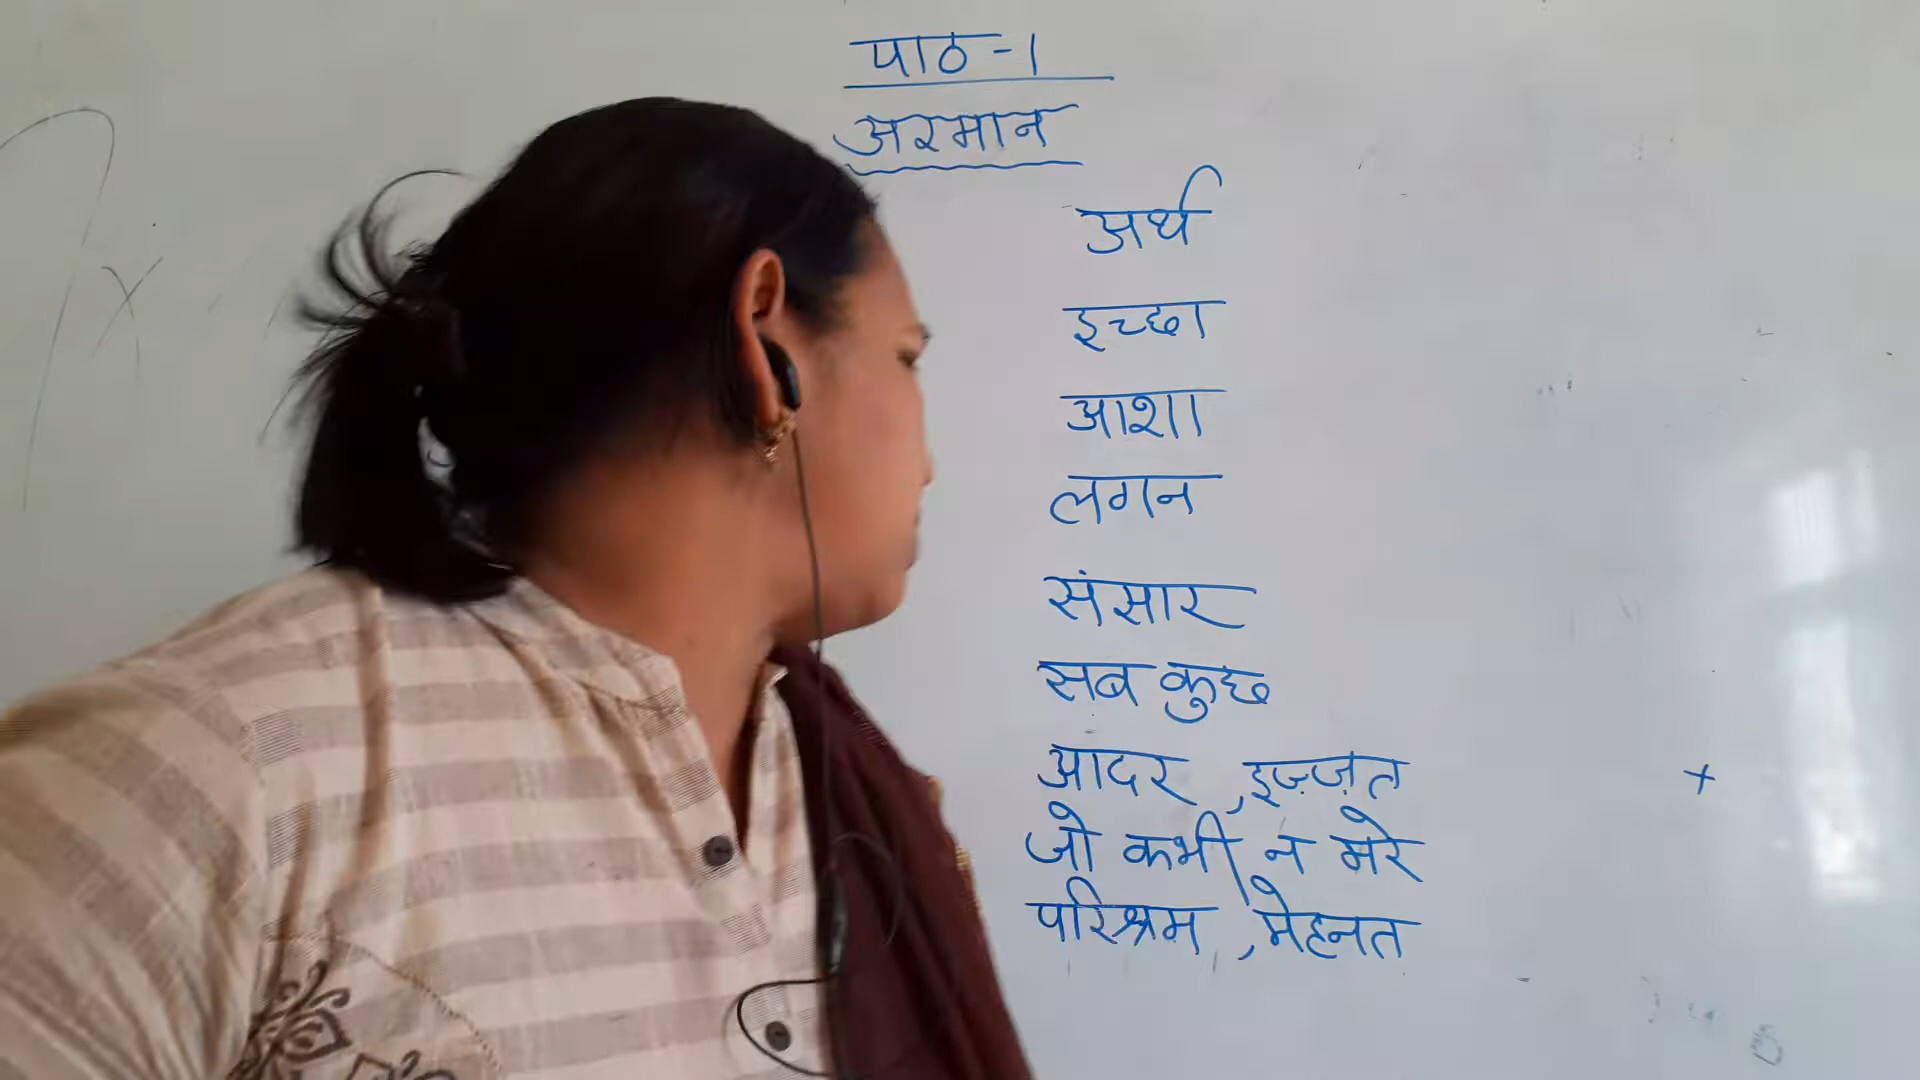 पाठ-1
अरमान
अर्थ
इच्छा
आशा
लगन
संसार
सब कुछ
आदर, इज़्ज़त
जो कभी न मरे
परिश्रम, मेहनत